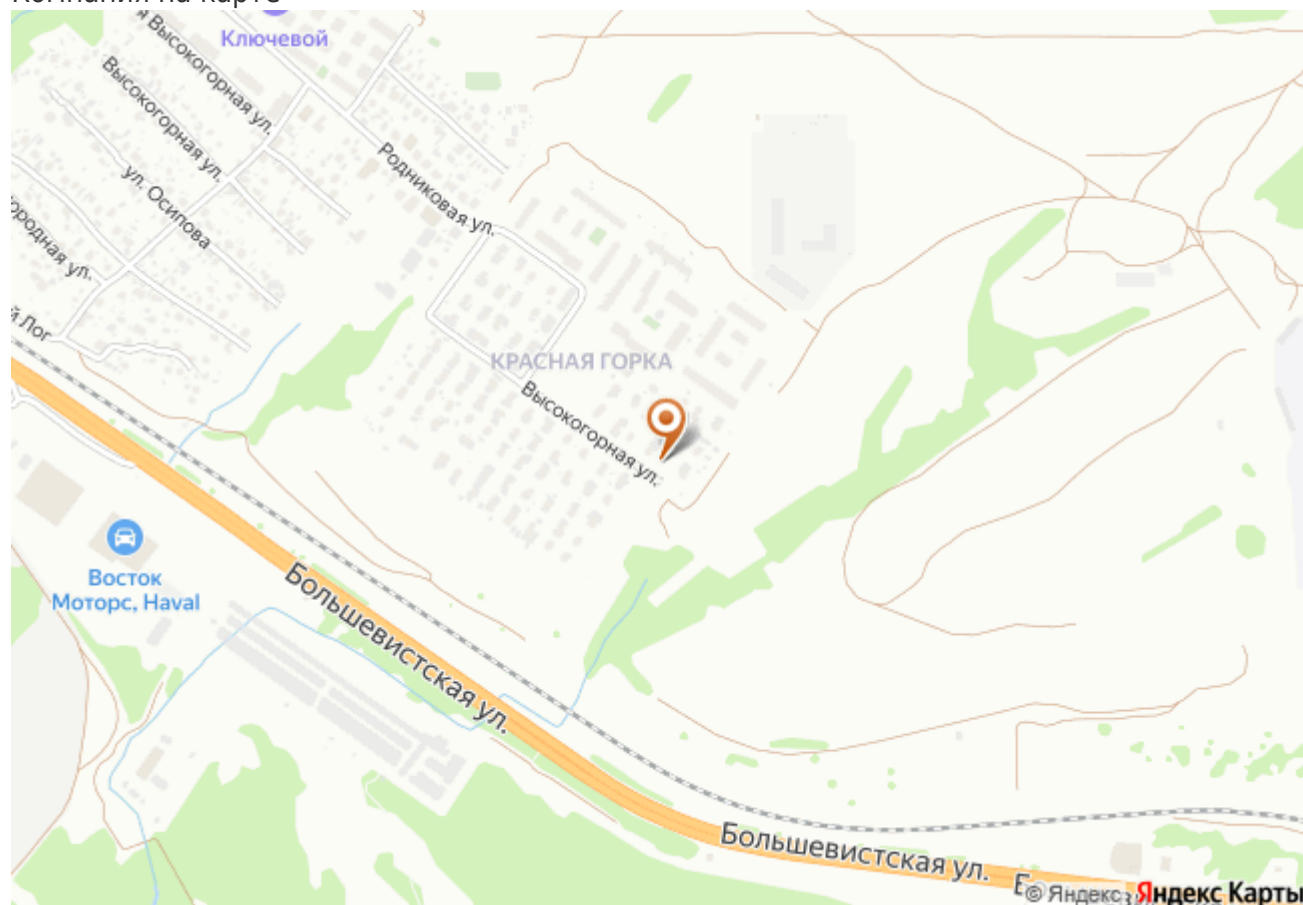 Компания на карте
Ключевой
я Высокогорная ул.
Высокогорная ул.
ул. Осипова
Родниковая ул.
ородная ул.
й Лог
КРАСНАЯ ГОРКА
Высокогорная ул.
Восток
Моторс, Haval
Большевистская ул.
Большевистская ул.
© Яндекс
Яндекс Карты